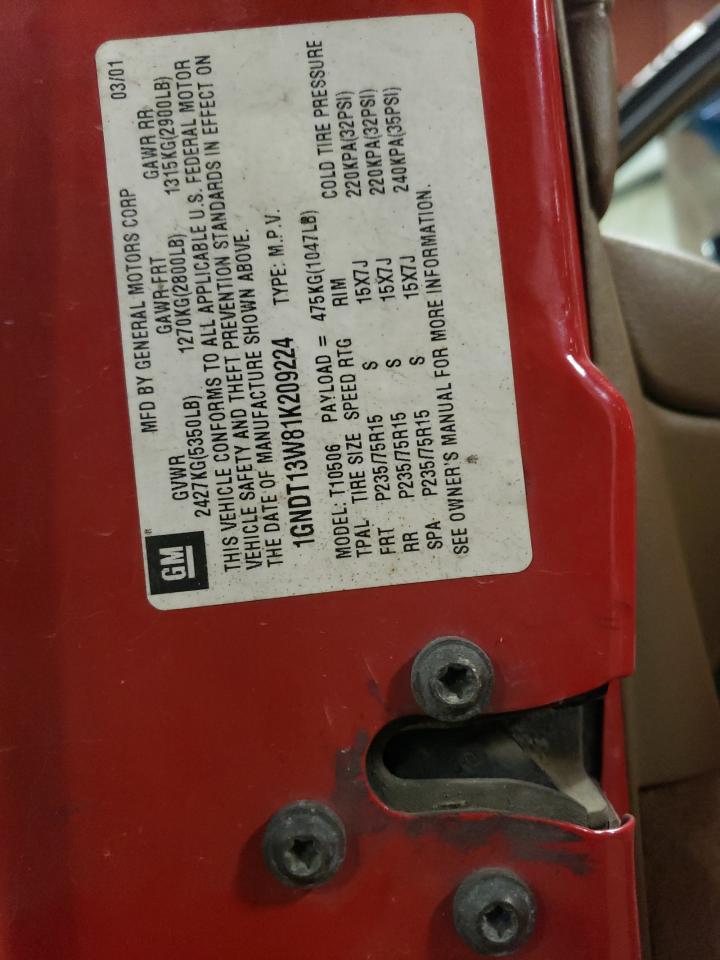 GM®
MFD BY GENERAL MOTORS CORP 03/01
GVWR GAWR FRT GAWR RR
2427KG(5350LB) 1270KG(2800LB) 1315KG(2900LB)
THIS VEHICLE CONFORMS TO ALL APPLICABLE U.S. FEDERAL MOTOR
VEHICLE SAFETY AND THEFT PREVENTION STANDARDS IN EFFECT ON
THE DATE OF MANUFACTURE SHOWN ABOVE.
1GNDT13W81K209224 TYPE: M.P.V.
MODEL: T10506 PAYLOAD = 475KG(1047LB)
TPAL TIRE SIZE SPEED RTG RIM COLD TIRE PRESSURE
FRT P235/75R15 S 15X7J 220KPA(32PSI)
RR P235/75R15 S 15X7J 220KPA(32PSI)
SPA P235/75R15 S 15X7J 240KPA(35PSI)
SEE OWNER'S MANUAL FOR MORE INFORMATION.